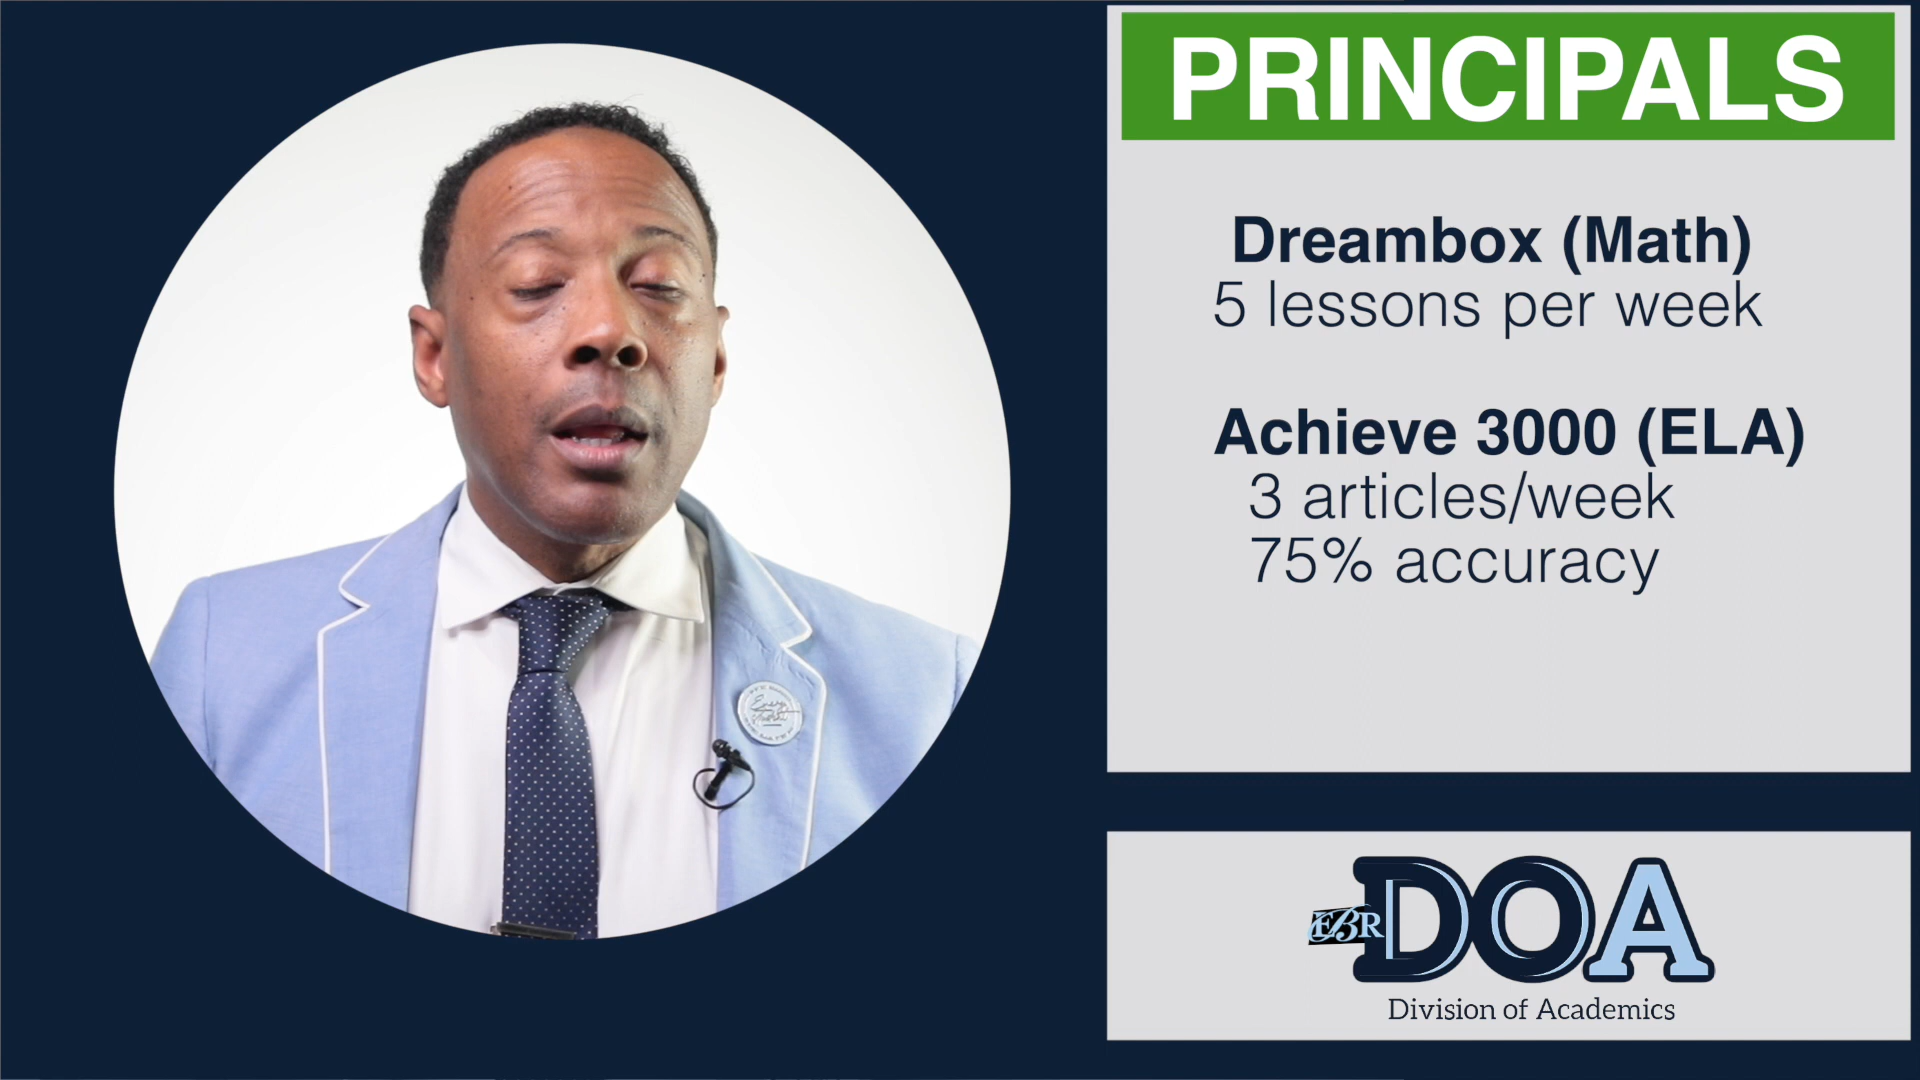 PRINCIPALS
Dreambox (Math)
5 lessons per week
Achieve 3000 (ELA)
3 articles/week
75% accuracy
EBR DOA
Division of Academics